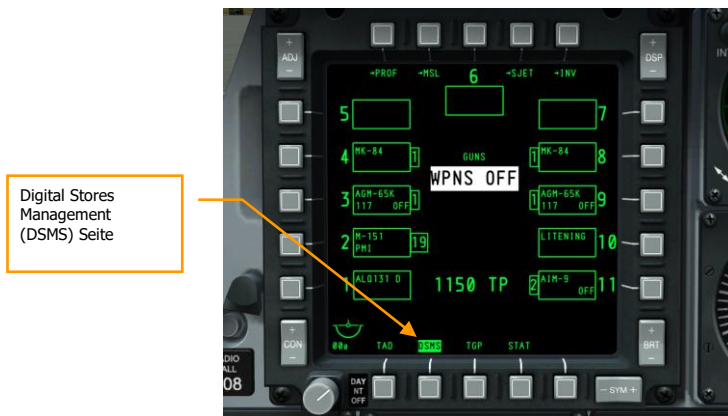 Digital Stores
Management
(DSMS) Seite
+
ADJ
-
+
DSP
-
→PROF →MSL 6 →SJET →INV
5 7
4 MK-84 1 GUNS 1 MK-84 8
WPNS OFF
3 AGM-65K 1 1 AGM-65K 9
117 OFF 117 OFF
2 M-151 19 LITENING 10
PMI
1 ALQ131 D 1150 TP 2 AIM-9 11
OFF
TAD DSMS TGP STAT
+
CON
-
+
BRT
-
DAY
NT
OFF
- SYM +
08
IN